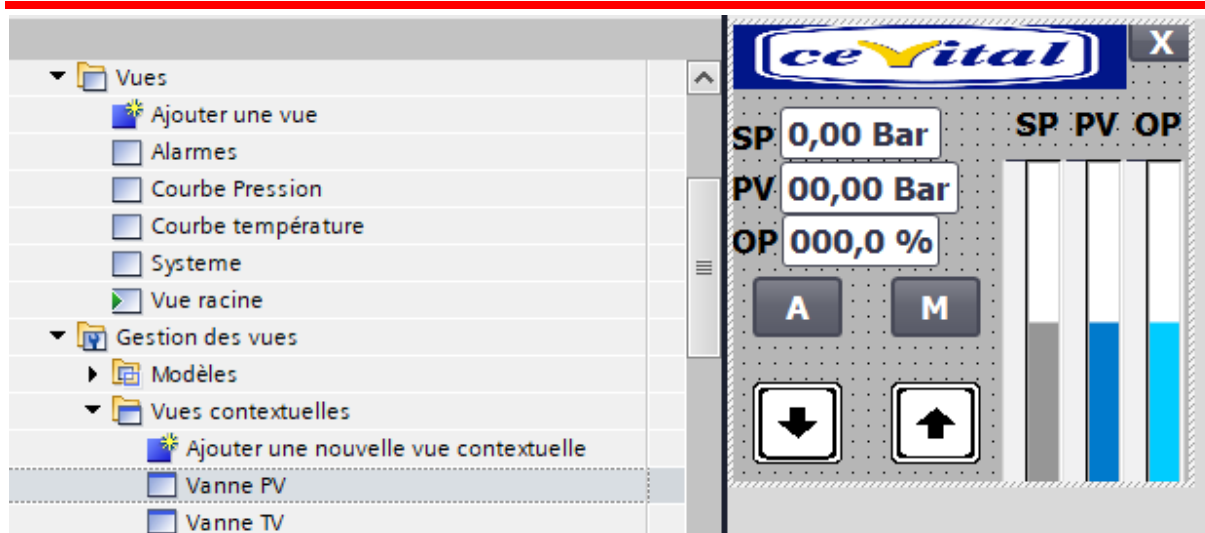 Vues
Ajouter une vue
Alarmes
Courbe Pression
Courbe température
Systeme
Vue racine
Gestion des vues
Modèles
Vues contextuelles
Ajouter une nouvelle vue contextuelle
Vanne PV
Vanne TV
ceVital
X
SP 0,00 Bar
PV 00,00 Bar
OP 000,0 %
A M
SP PV OP